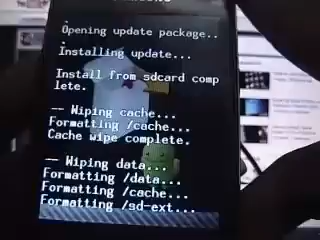 Opening update package..
.
Installing update...
Install from sdcard comp
lete.
-- Wiping cache...
Formatting /cache...
Cache wipe complete.
-- Wiping data...
Formatting /data...
Formatting /cache...
Formatting /sd-ext...